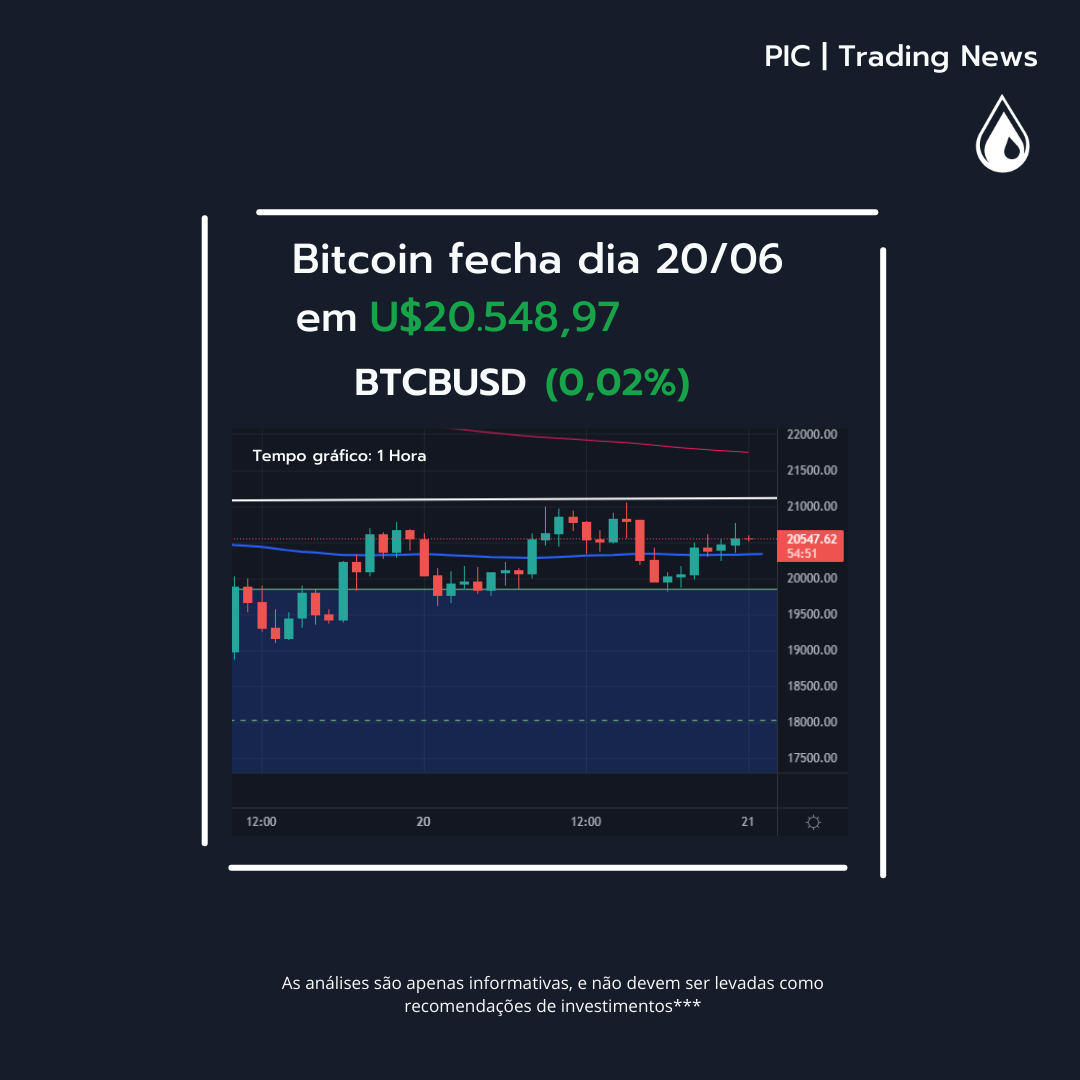 PIC | Trading News
Bitcoin fecha dia 20/06
em U$20.548,97
BTCBUSD (0,02%)
Tempo gráfico: 1 Hora
22000.00
21500.00
21000.00
20547.62
54:51
20000.00
19500.00
19000.00
18500.00
18000.00
17500.00
12:00 20 12:00 21
As análises são apenas informativas, e não devem ser levadas como
recomendações de investimentos***